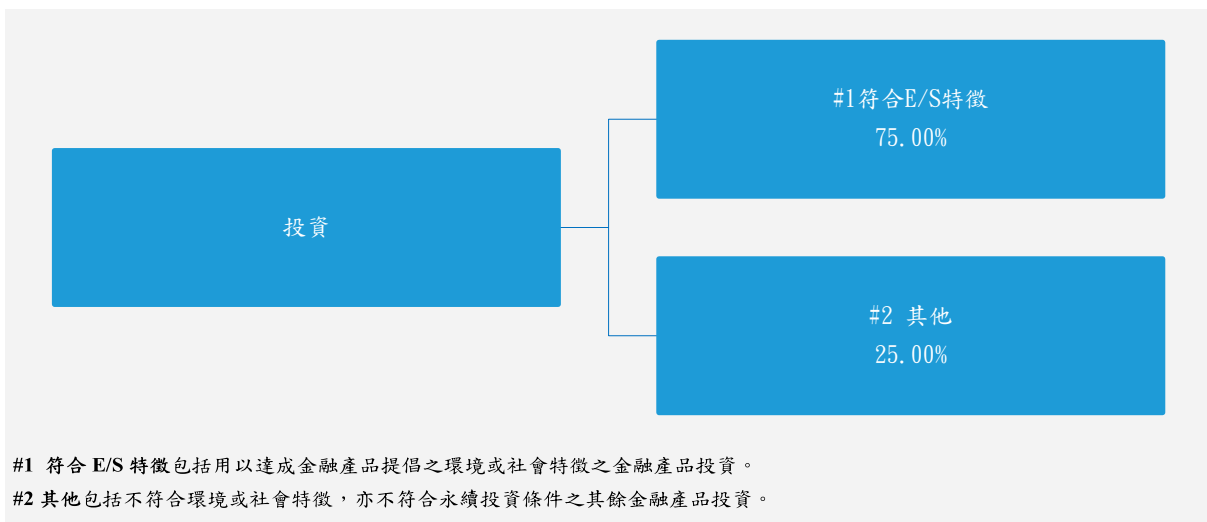 #1符合E/S特徵
75.00%
投資
#2 其他
25.00%
#1 符合 E/S 特徵包括用以達成金融產品提倡之環境或社會特徵之金融產品投資。
#2 其他包括不符合環境或社會特徵，亦不符合永續投資條件之其餘金融產品投資。